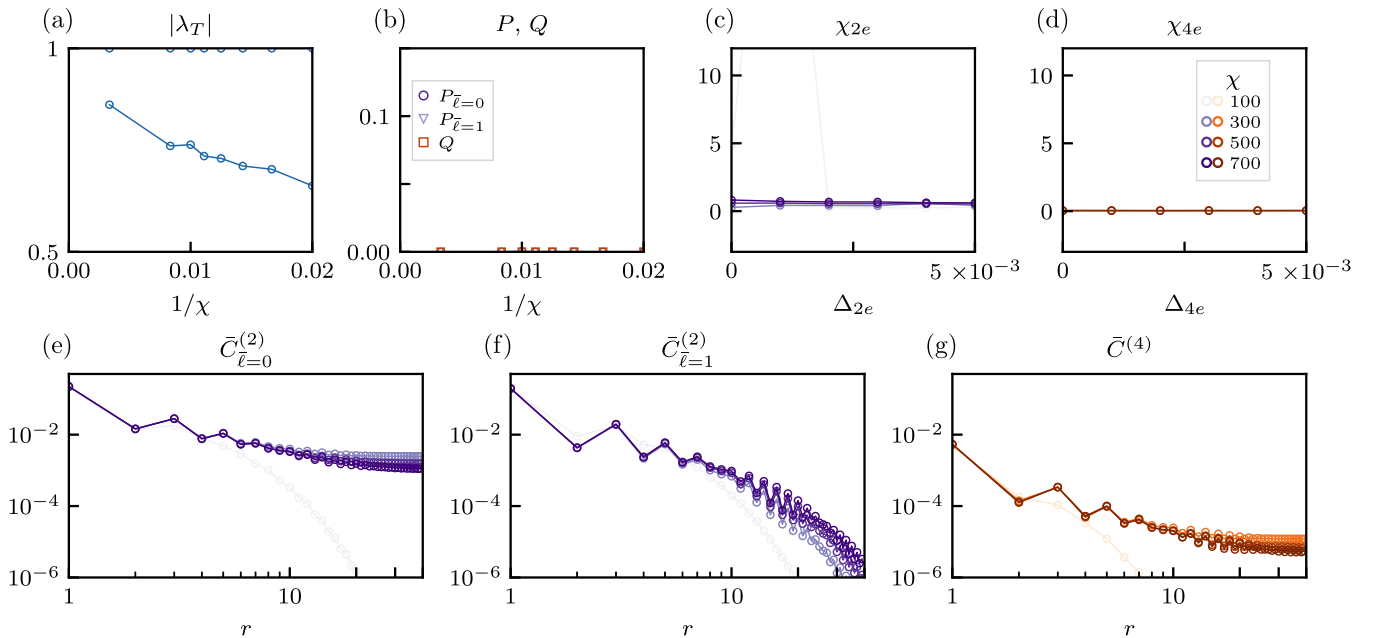 (a) |λ_T|
1
0.5
0.00 0.01 0.02
1/χ
(b) P, Q
0.1
0.00
P_{ℓ̄=0}
P_{ℓ̄=1}
Q
0.00 0.01 0.02
1/χ
(c) χ_{2e}
10
5
0
0 5 ×10^{−3}
Δ_{2e}
(d) χ_{4e}
10
5
0
χ
100
300
500
700
0 5 ×10^{−3}
Δ_{4e}
(e) C̄^{(2)}_{ℓ̄=0}
10^{−2}
10^{−4}
10^{−6}
1 10
r
(f) C̄^{(2)}_{ℓ̄=1}
10^{−2}
10^{−4}
10^{−6}
1 10
r
(g) C̄^{(4)}
10^{−2}
10^{−4}
10^{−6}
1 10
r